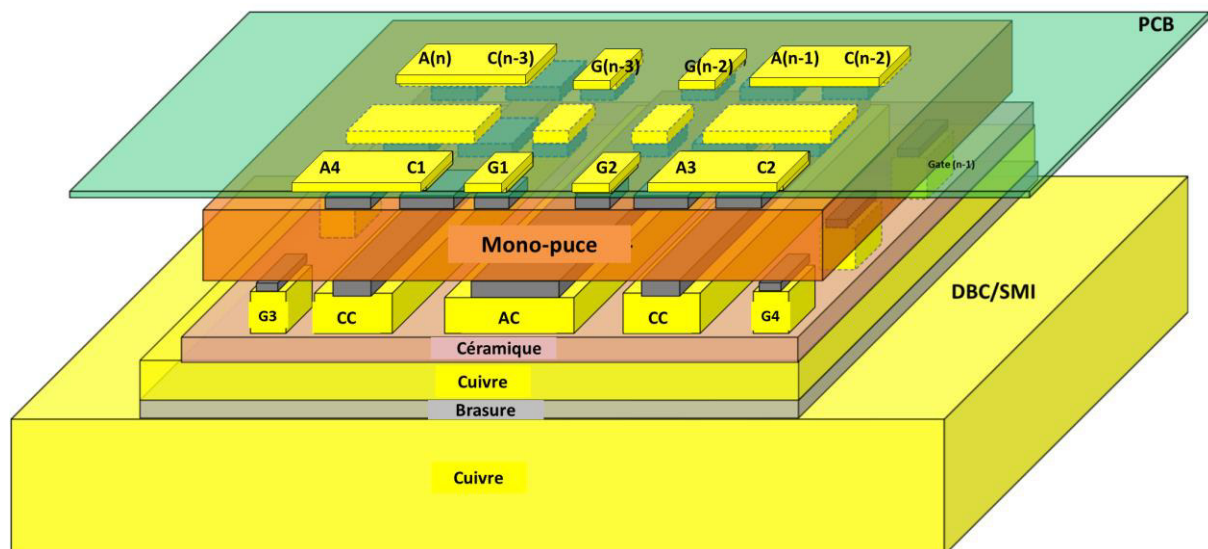 PCB
A(n) C(n-3) G(n-3) G(n-2) A(n-1) C(n-2)
A4 C1 G1 G2 A3 C2
Gate (n-1)
Mono-puce
DBC/SMI
G3 CC AC CC G4
Céramique
Cuivre
Brasure
Cuivre